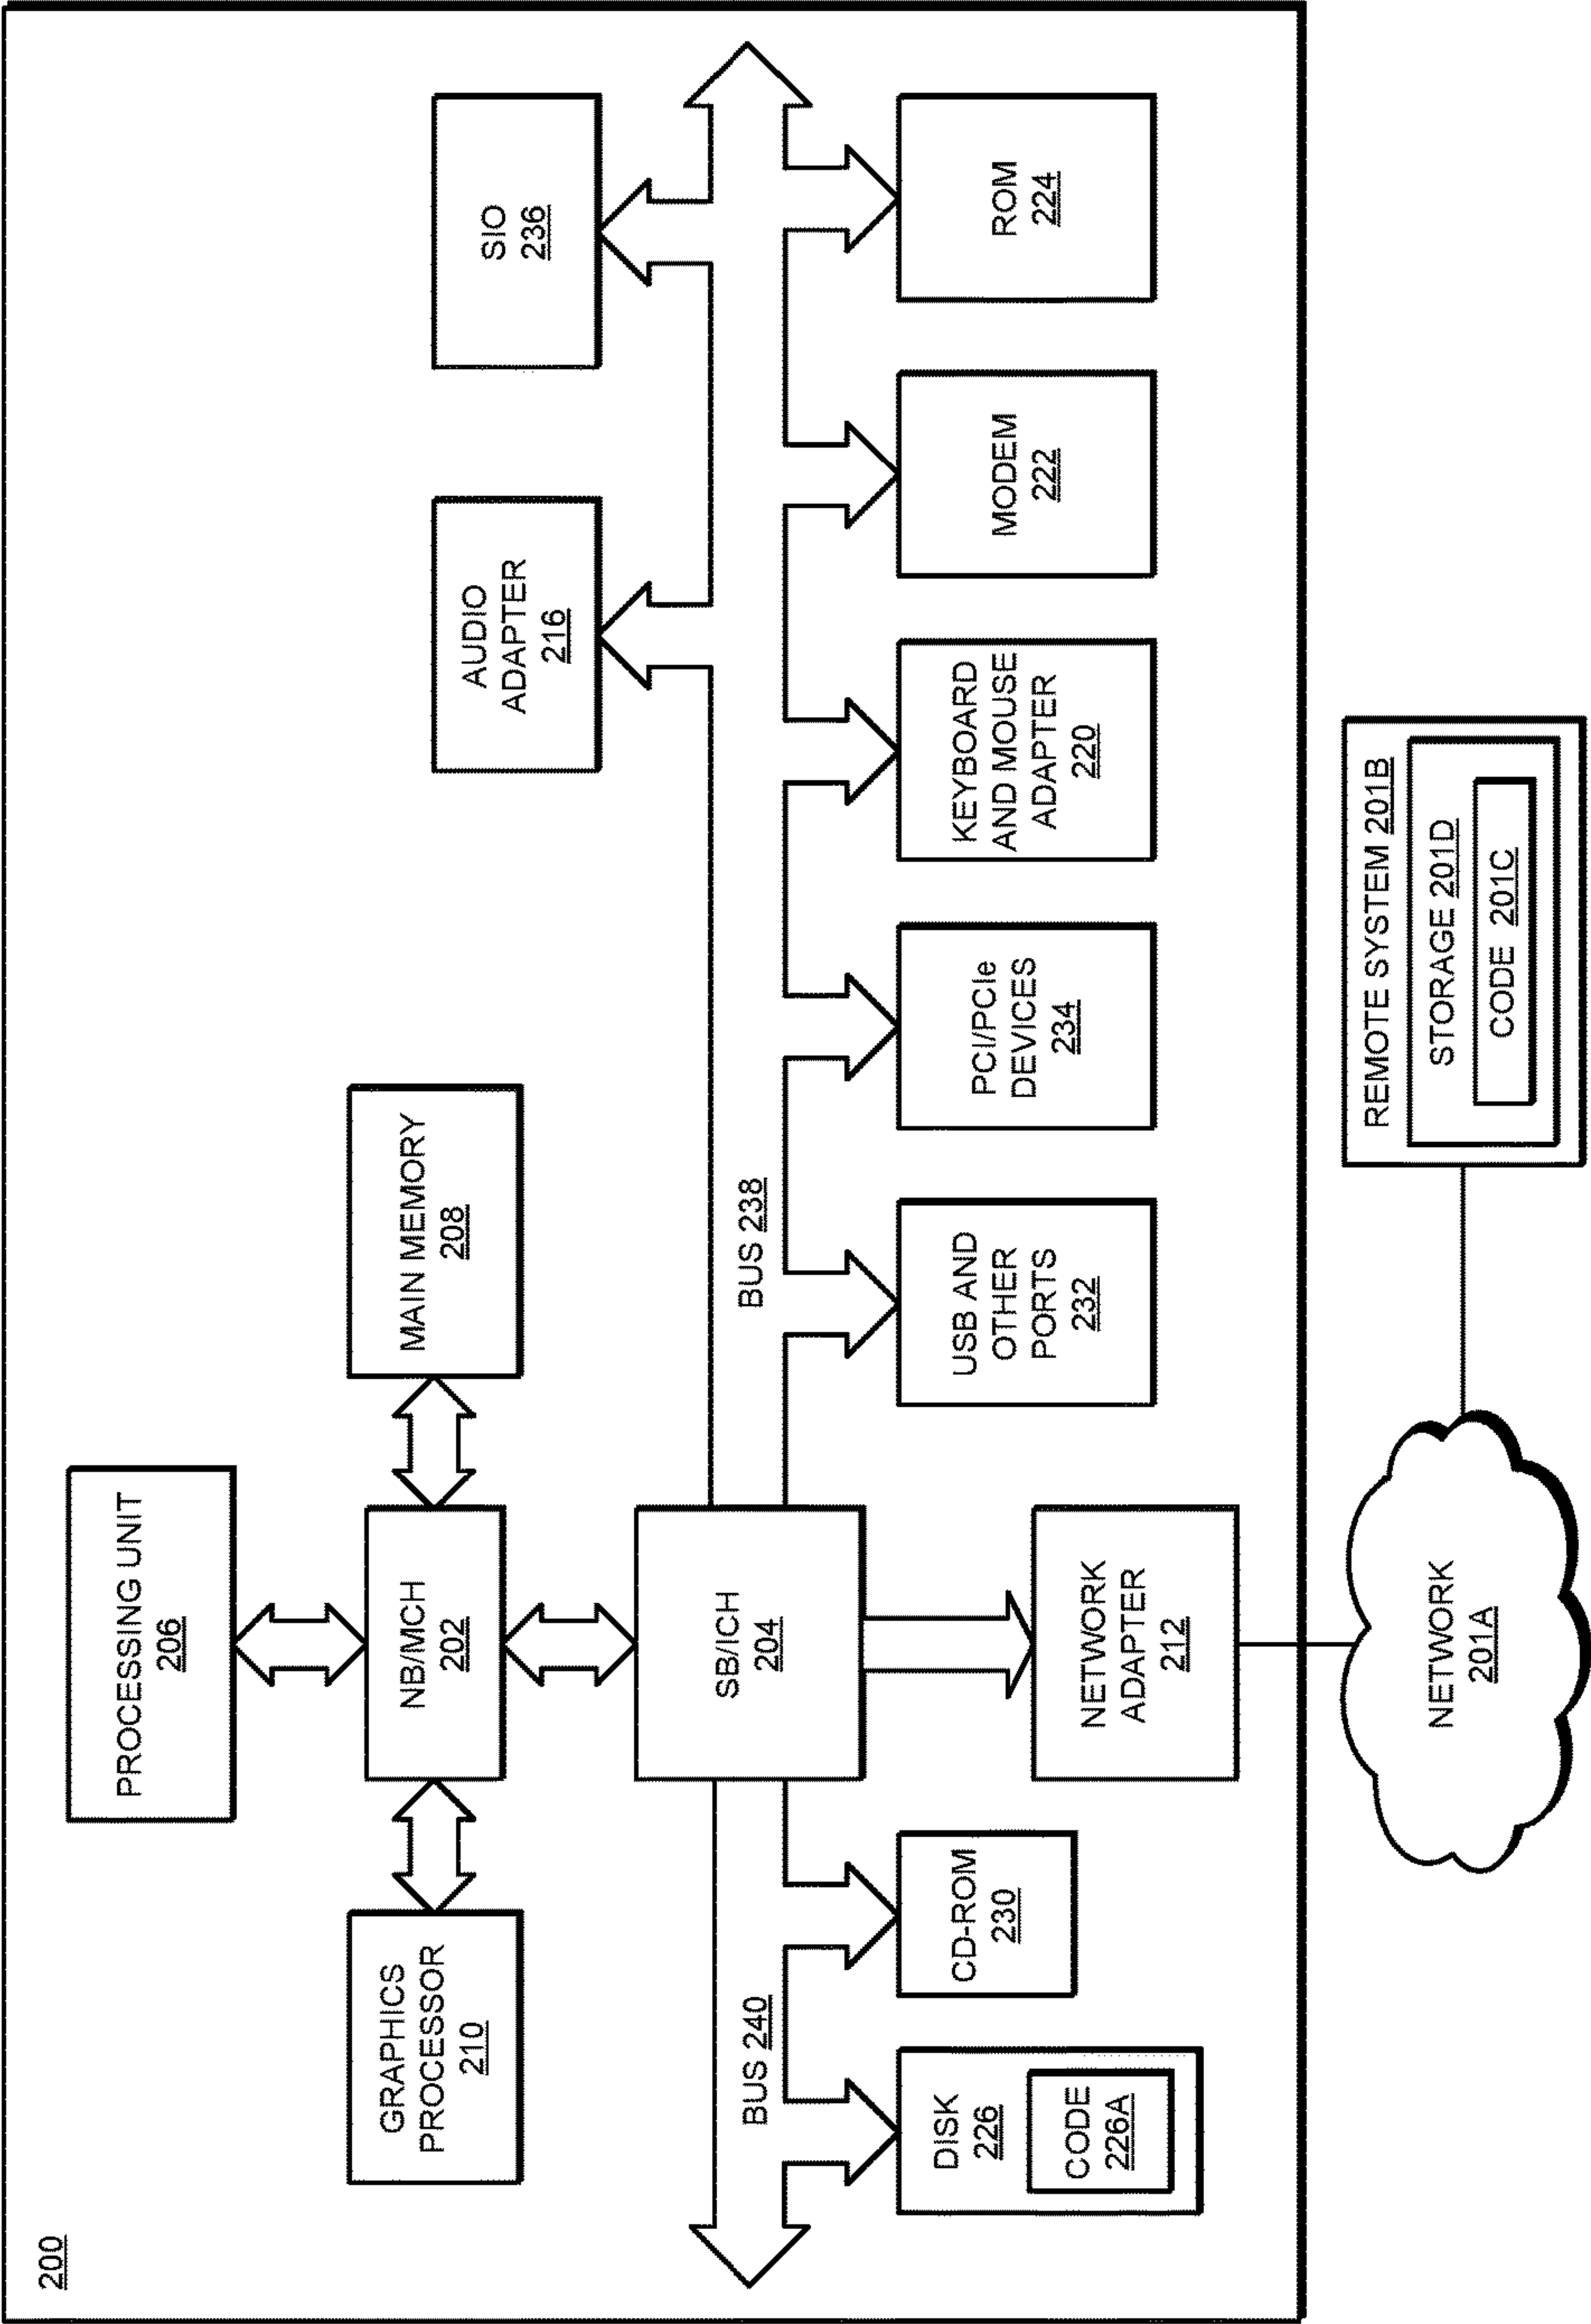 200
PROCESSING UNIT
206
GRAPHICS
PROCESSOR
210
NB/MCH
202
MAIN MEMORY
208
AUDIO
ADAPTER
216
SIO
236
SB/ICH
204
BUS 240
BUS 238
DISK
226
CODE
226A
CD-ROM
230
NETWORK
ADAPTER
212
USB AND
OTHER
PORTS
232
PCI/PCIe
DEVICES
234
KEYBOARD
AND MOUSE
ADAPTER
220
MODEM
222
ROM
224
NETWORK
201A
REMOTE SYSTEM 201B
STORAGE 201D
CODE 201C